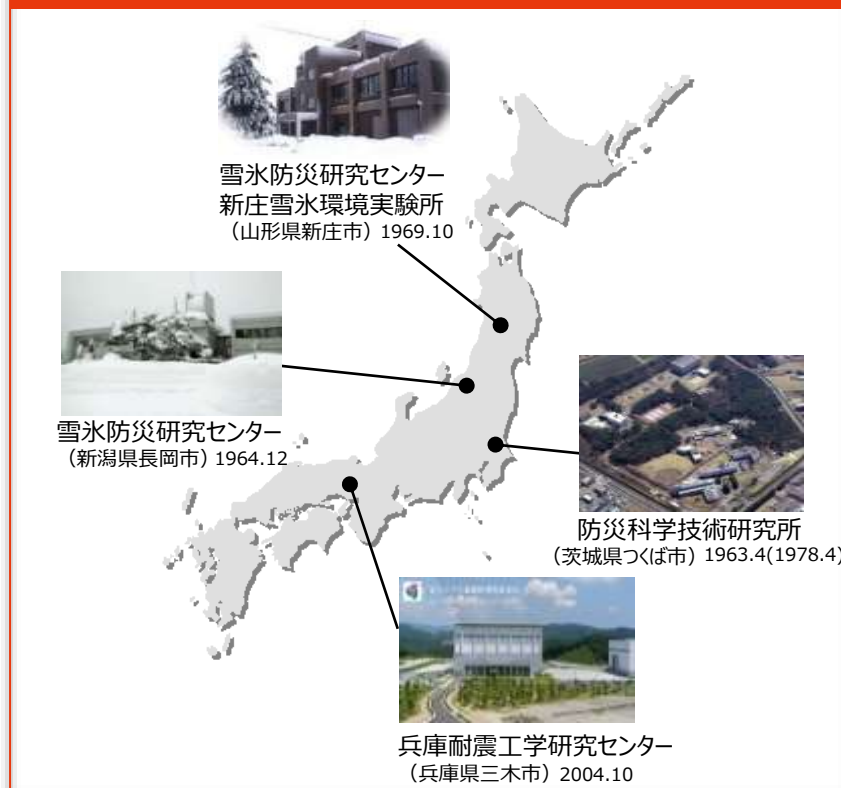 雪氷防災研究センター
新庄雪氷環境実験所
（山形県新庄市）1969.10
雪氷防災研究センター
（新潟県長岡市）1964.12
防災科学技術研究所
（茨城県つくば市）1963.4(1978.4)
兵庫耐震工学研究センター
（兵庫県三木市）2004.10